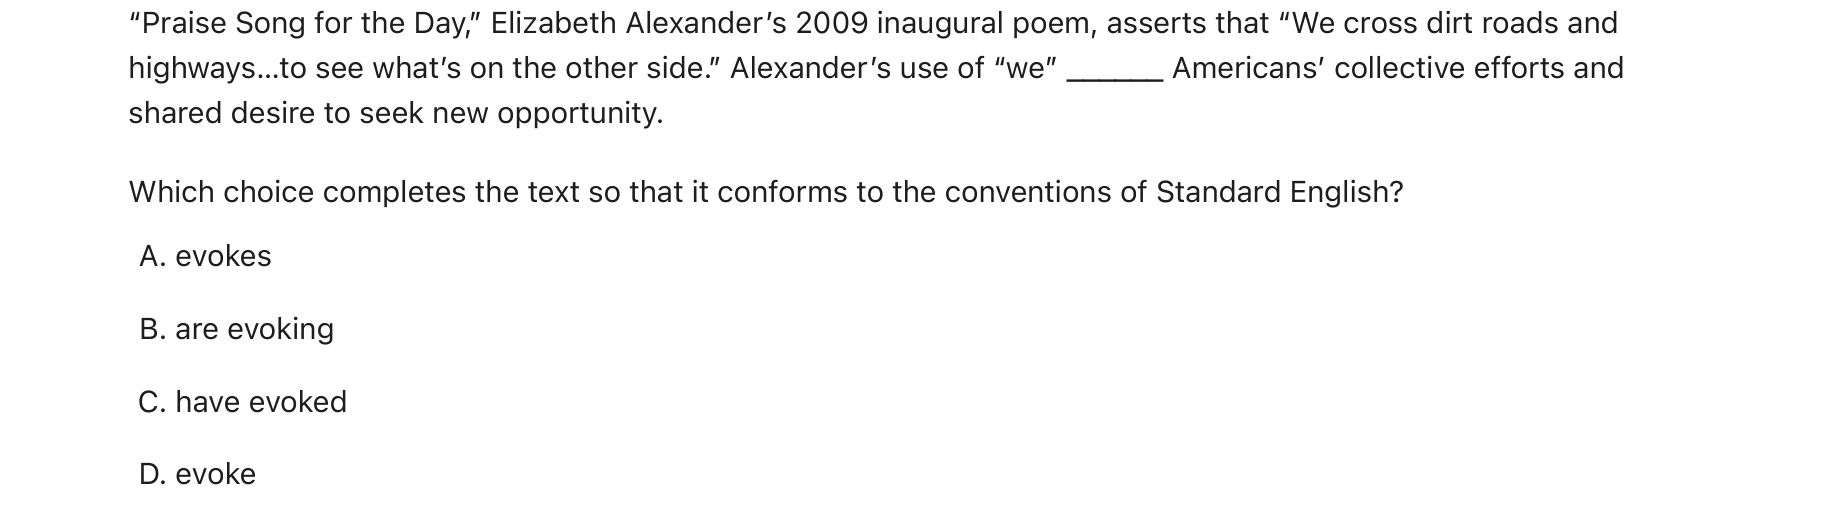 “Praise Song for the Day,” Elizabeth Alexander’s 2009 inaugural poem, asserts that “We cross dirt roads and
highways...to see what’s on the other side.” Alexander’s use of “we” ______ Americans’ collective efforts and
shared desire to seek new opportunity.
Which choice completes the text so that it conforms to the conventions of Standard English?
A. evokes
B. are evoking
C. have evoked
D. evoke